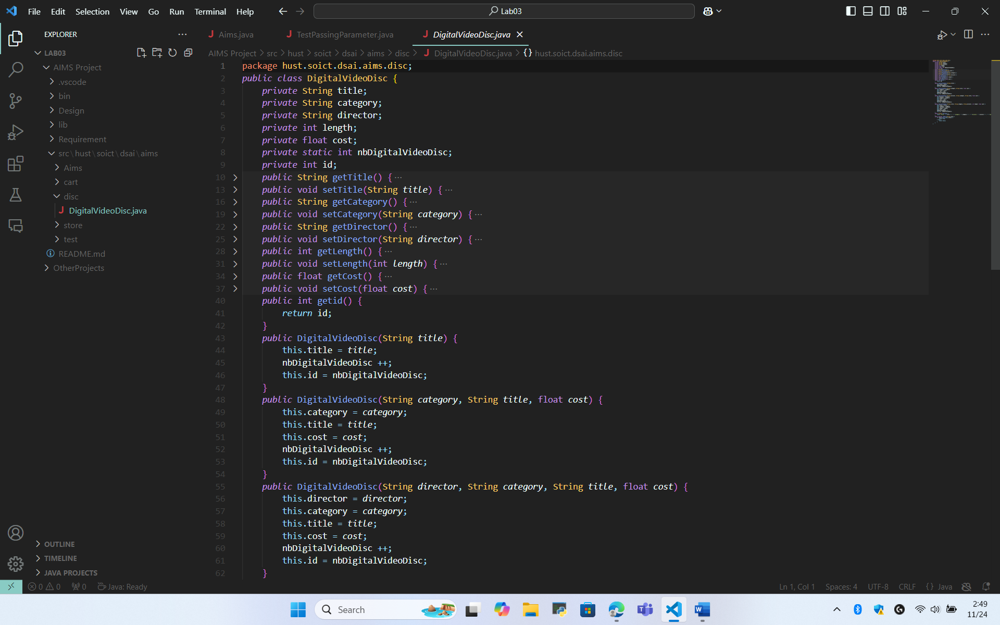 File Edit Selection View Go Run Terminal Help Lab03
EXPLORER
Aims.java TestPassingParameter.java DigitalVideoDisc.java
LAB03
AIMS Project > src > hust > soict > dsai > aims > disc > DigitalVideoDisc.java > {} hust.soict.dsai.aims.disc
AIMS Project
.vscode
bin
Design
lib
Requirement
src\hust\soict\dsai\aims
Aims
cart
disc
DigitalVideoDisc.java
store
test
README.md
OtherProjects
OUTLINE
TIMELINE
JAVA PROJECTS
1 package hust.soict.dsai.aims.disc;
2 public class DigitalVideoDisc {
3 private String title;
4 private String category;
5 private String director;
6 private int length;
7 private float cost;
8 private static int nbDigitalVideoDisc;
9 private int id;
10 public String getTitle() { ...
13 public void setTitle(String title) { ...
16 public String getCategory() { ...
19 public void setCategory(String category) { ...
22 public String getDirector() { ...
25 public void setDirector(String director) { ...
28 public int getLength() { ...
31 public void setLength(int length) { ...
34 public float getCost() { ...
37 public void setCost(float cost) { ...
40 public int getid() {
41 return id;
42 }
43 public DigitalVideoDisc(String title) {
44 this.title = title;
45 nbDigitalVideoDisc ++;
46 this.id = nbDigitalVideoDisc;
47 }
48 public DigitalVideoDisc(String category, String title, float cost) {
49 this.category = category;
50 this.title = title;
51 this.cost = cost;
52 nbDigitalVideoDisc ++;
53 this.id = nbDigitalVideoDisc;
54 }
55 public DigitalVideoDisc(String director, String category, String title, float cost) {
56 this.director = director;
57 this.category = category;
58 this.title = title;
59 this.cost = cost;
60 nbDigitalVideoDisc ++;
61 this.id = nbDigitalVideoDisc;
62 }
0 0 0 Java: Ready Ln 1, Col 1 Spaces: 4 UTF-8 CRLF {} Java
Search
2:49
11/24